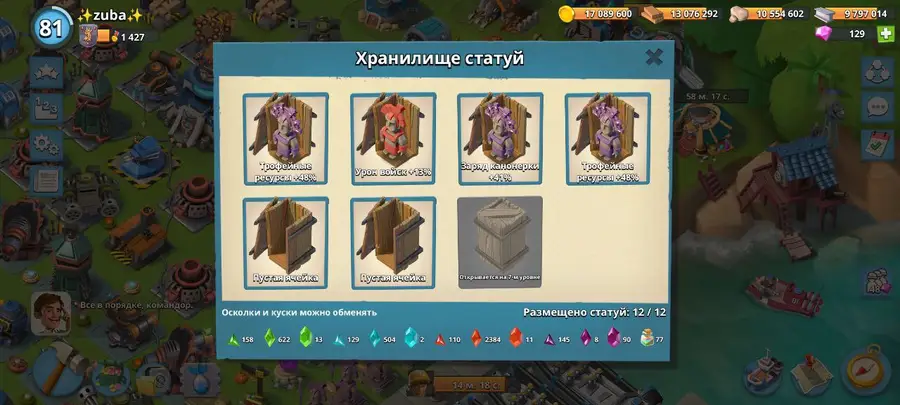 81
✨zuba✨
1 427
17 089 600
13 076 292
10 554 602
9 797 014
129
Хранилище статуй
58 м. 17 с.
Трофейные
ресурсы +48%
Урон войск +13%
Заряд канонерки
+41%
Трофейные
ресурсы +48%
Пустая ячейка
Пустая ячейка
Открывается на 7-м уровне
* Все в порядке, командор.
Осколки и куски можно обменять
Размещено статуй: 12 / 12
158
622
13
129
504
2
110
2384
11
145
8
90
77
14 м. 18 с.